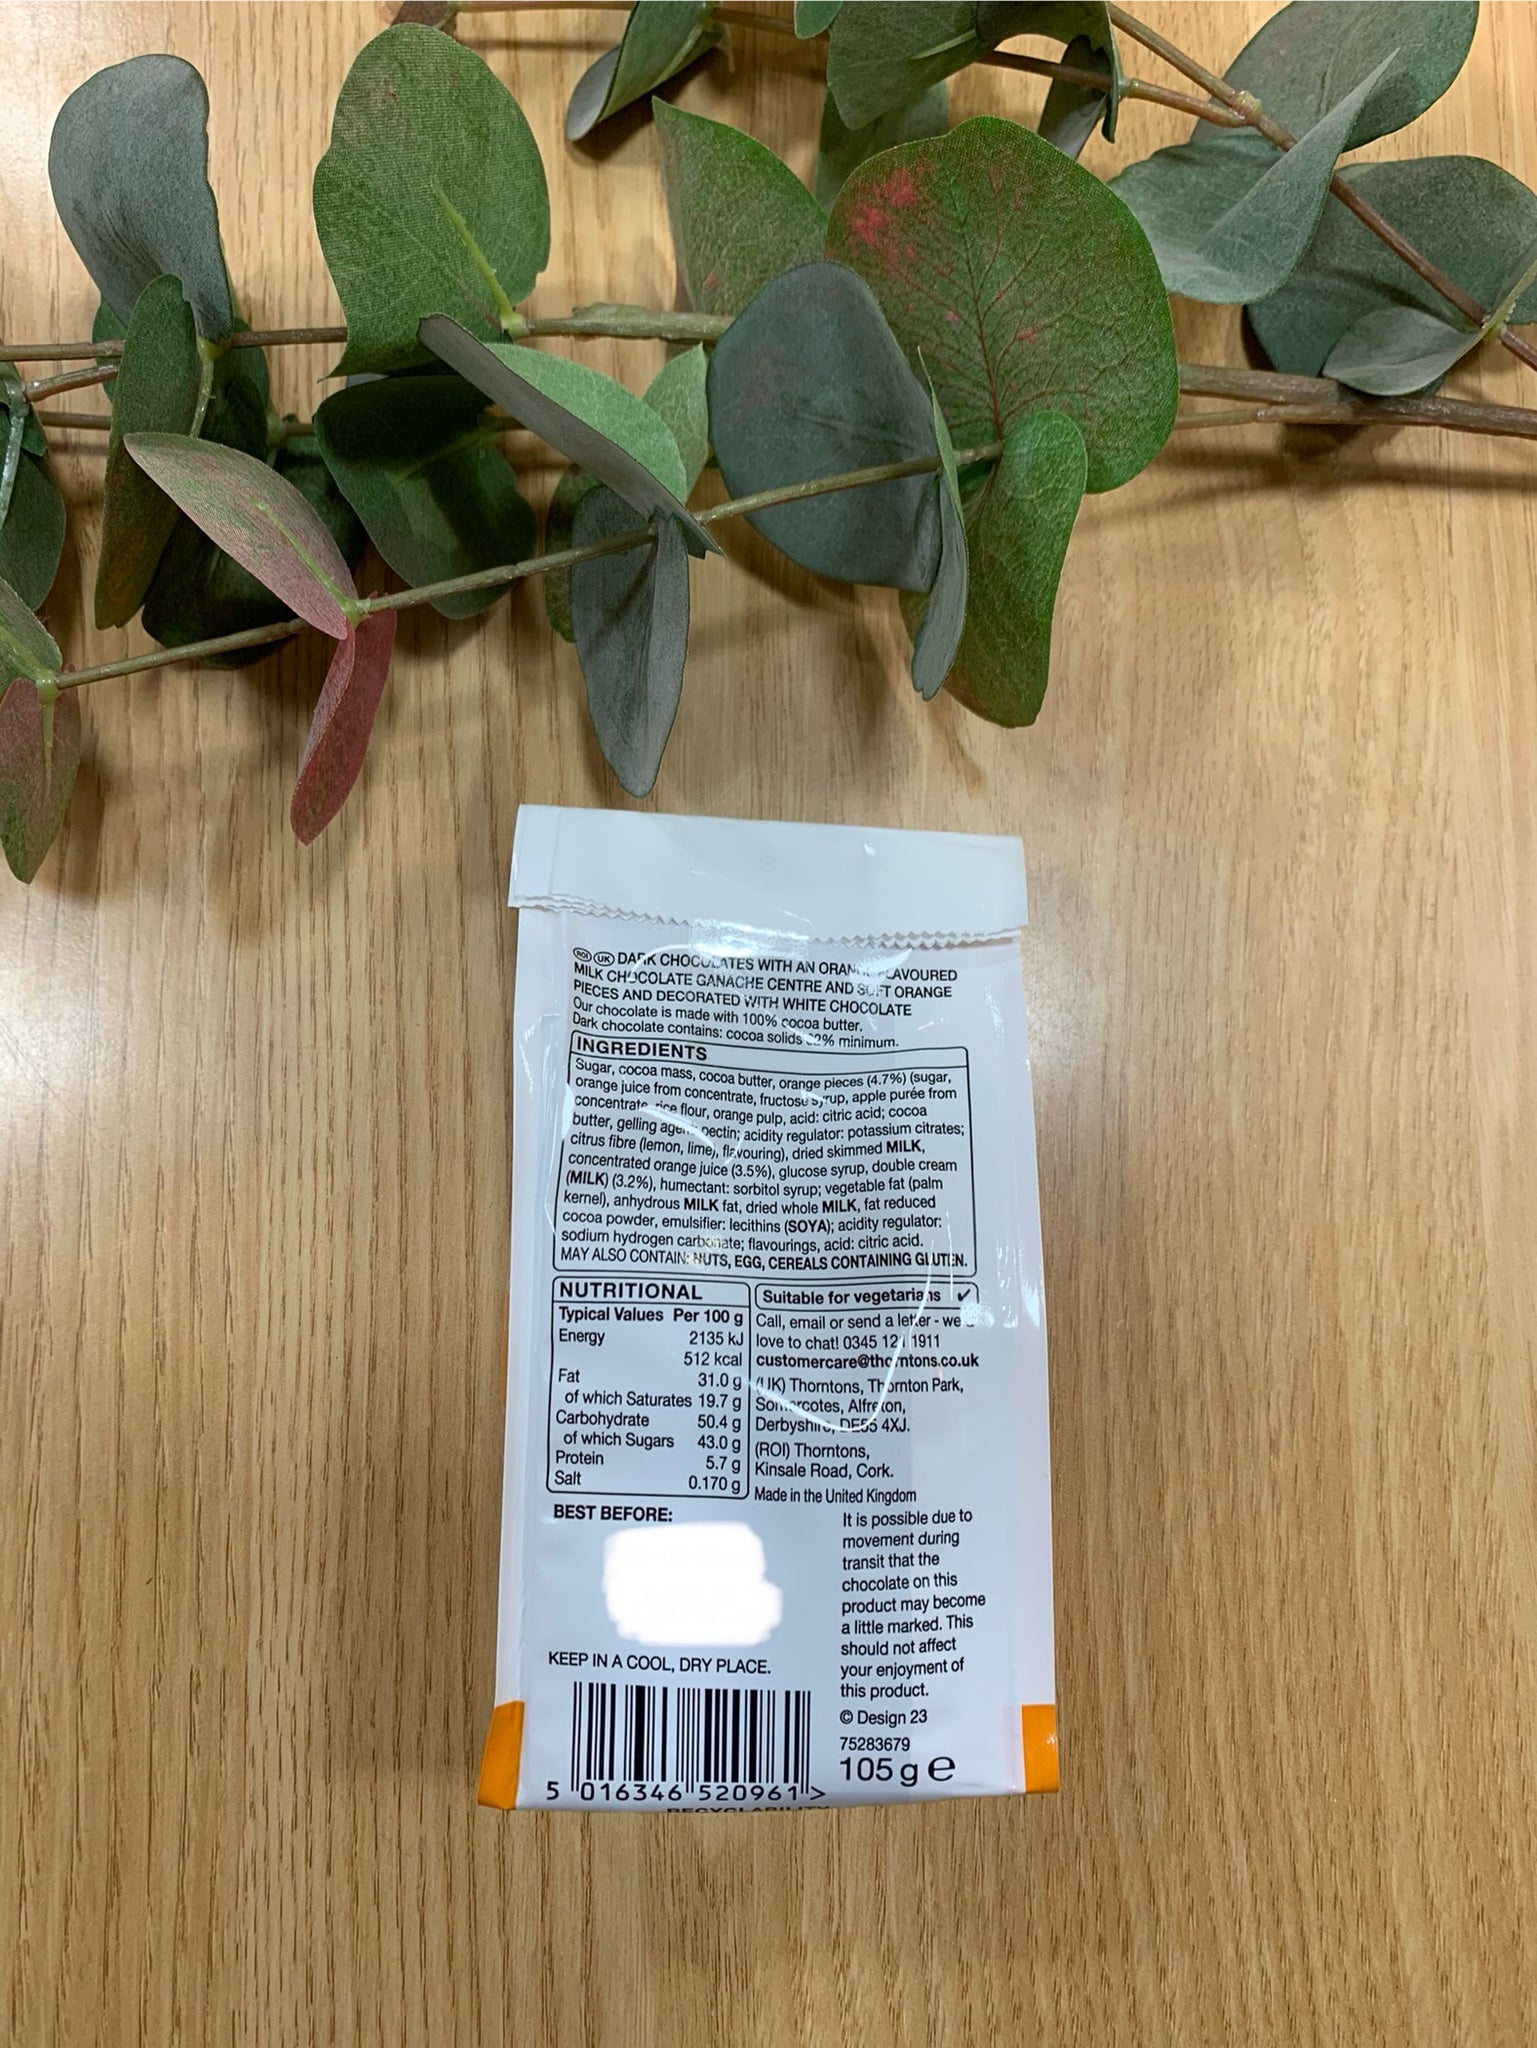 ROI UK DARK CHOCOLATES WITH AN ORANGE FLAVOURED
MILK CHOCOLATE GANACHE CENTRE AND SOFT ORANGE
PIECES AND DECORATED WITH WHITE CHOCOLATE
Our chocolate is made with 100% cocoa butter.
Dark chocolate contains: cocoa solids minimum.
INGREDIENTS
Sugar, cocoa mass, cocoa butter, orange pieces (4.7%) (sugar,
orange juice from concentrate, fructose syrup, apple purée from
concentrate, rice flour, orange pulp, acid: citric acid; cocoa
butter, gelling agent: pectin; acidity regulator: potassium citrates;
citrus fibre (lemon, lime), flavouring), dried skimmed MILK,
concentrated orange juice (3.5%), glucose syrup, double cream
(MILK) (3.2%), humectant: sorbitol syrup; vegetable fat (palm
kernel), anhydrous MILK fat, dried whole MILK, fat reduced
cocoa powder, emulsifier: lecithins (SOYA); acidity regulator:
sodium hydrogen carbonate; flavourings, acid: citric acid.
MAY ALSO CONTAIN: NUTS, EGG, CEREALS CONTAINING GLUTEN.
NUTRITIONAL
Typical Values Per 100 g
Energy 2135 kJ
512 kcal
Fat 31.0 g
of which Saturates 19.7 g
Carbohydrate 50.4 g
of which Sugars 43.0 g
Protein 5.7 g
Salt 0.170 g
Suitable for vegetarians ✓
Call, email or send a letter - we'd
love to chat! 0345 121 1911
customercare@thorntons.co.uk
(UK) Thorntons, Thornton Park,
Somercotes, Alfreton,
Derbyshire, DE55 4XJ.
(ROI) Thorntons,
Kinsale Road, Cork.
Made in the United Kingdom
BEST BEFORE:
KEEP IN A COOL, DRY PLACE.
It is possible due to
movement during
transit that the
chocolate on this
product may become
a little marked. This
should not affect
your enjoyment of
this product.
© Design 23
75283679
105 g e
5 016346 520961 >
RECYCLABILITY